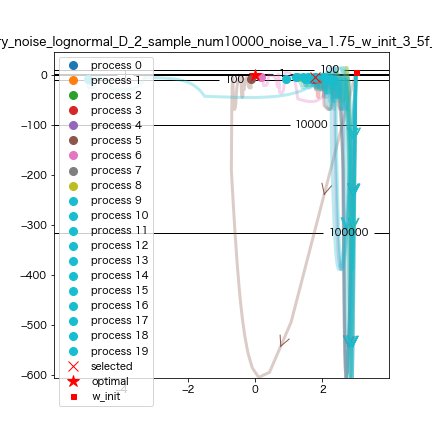 ry_noise_lognormal_D_2_sample_num10000_noise_va_1.75_w_init_3_5f_
process 0
process 1
process 2
process 3
process 4
process 5
process 6
process 7
process 8
process 9
process 10
process 11
process 12
process 13
process 14
process 15
process 16
process 17
process 18
process 19
selected
optimal
w_init
0
−100
−200
−300
−400
−500
−600
−2
0
2
100
1
100
10000
100000